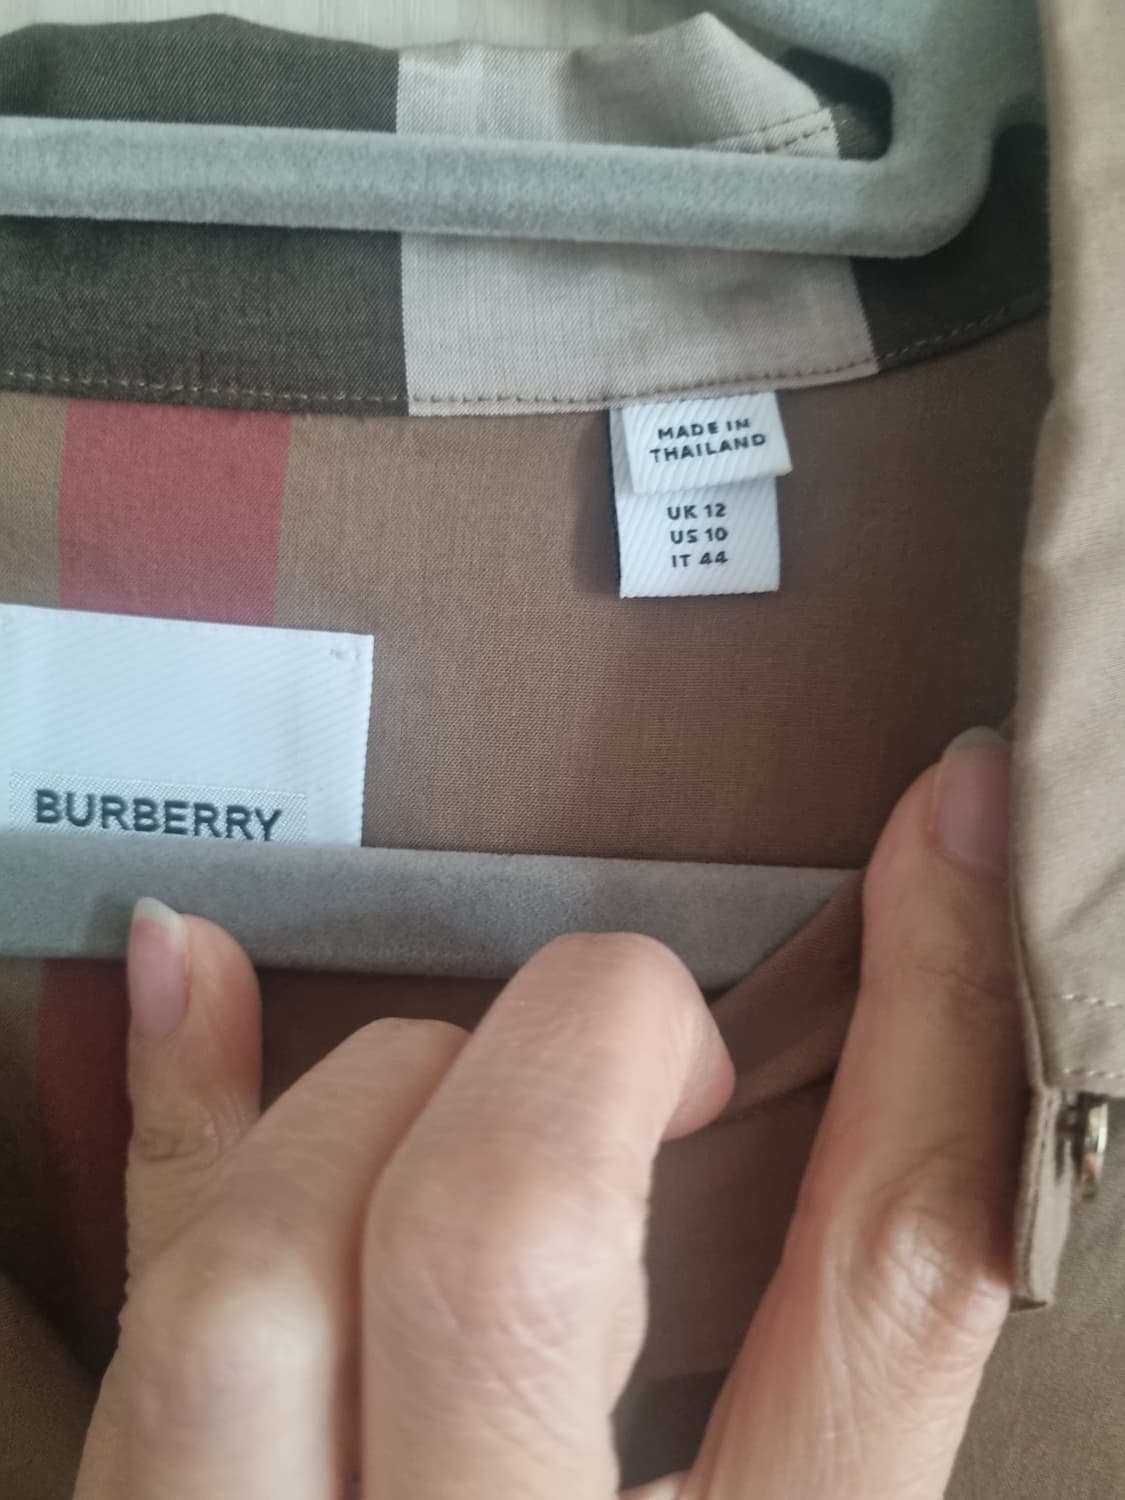 MADE IN
THAILAND
UK 12
US 10
IT 44
BURBERRY